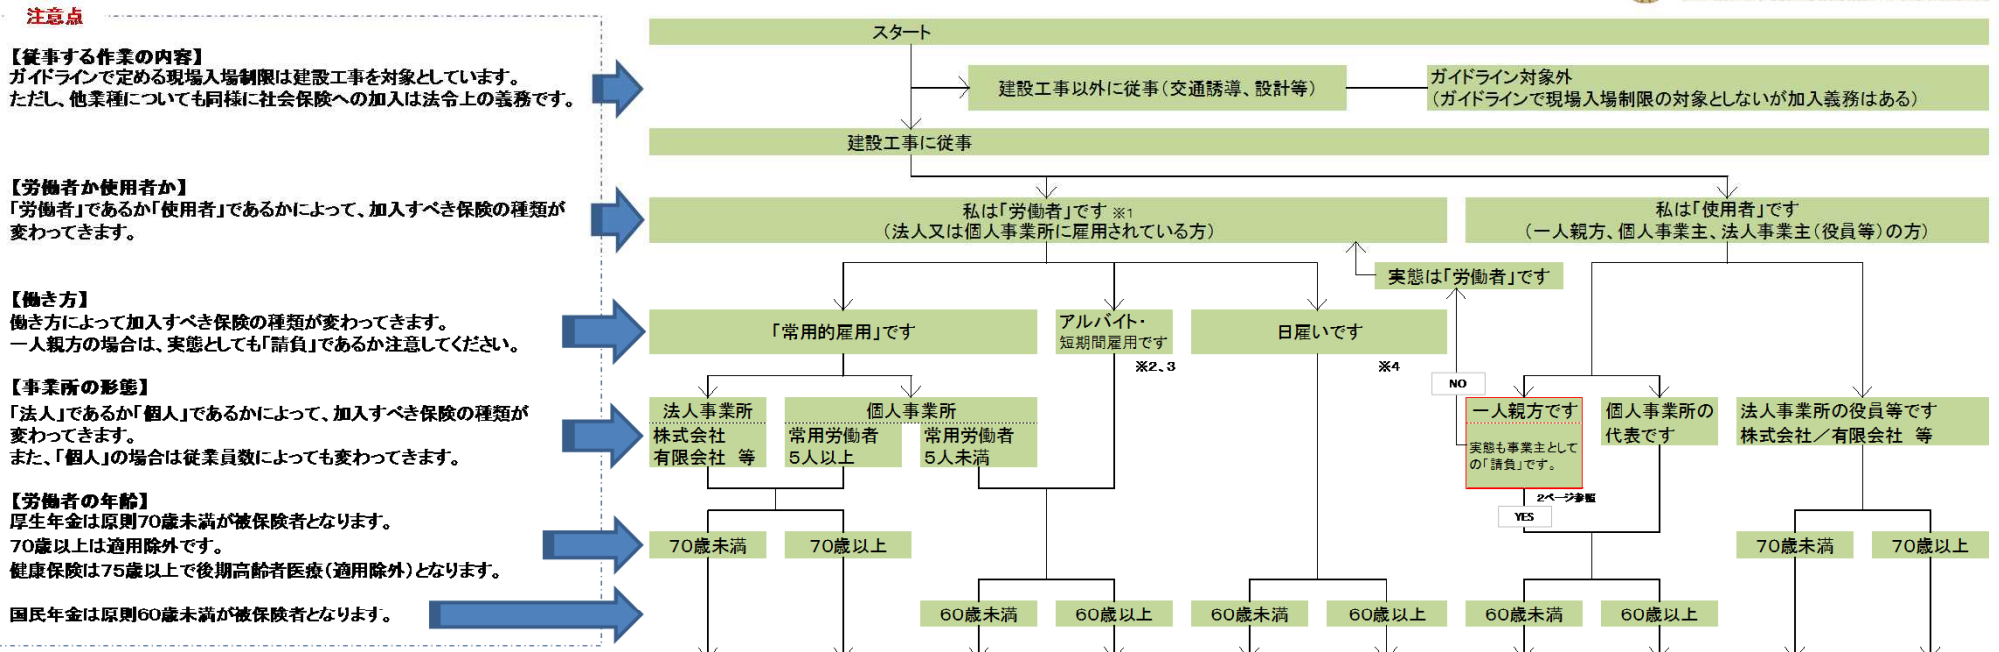 注意点
【従事する作業の内容】
ガイドラインで定める現場入場制限は建設工事を対象としています。
ただし、他業種についても同様に社会保険への加入は法令上の義務です。
【労働者か使用者か】
「労働者」であるか「使用者」であるかによって、加入すべき保険の種類が
変わってきます。
【働き方】
働き方によって加入すべき保険の種類が変わってきます。
一人親方の場合は、実態としても「請負」であるか注意してください。
【事業所の形態】
「法人」であるか「個人」であるかによって、加入すべき保険の種類が
変わってきます。
また、「個人」の場合は従業員数によっても変わってきます。
【労働者の年齢】
厚生年金は原則70歳未満が被保険者となります。
70歳以上は適用除外です。
健康保険は75歳以上で後期高齢者医療(適用除外)となります。
国民年金は原則60歳未満が被保険者となります。
スタート
建設工事以外に従事(交通誘導、設計等)
ガイドライン対象外
(ガイドラインで現場入場制限の対象としないが加入義務はある)
建設工事に従事
私は「労働者」です ※1
(法人又は個人事業所に雇用されている方)
私は「使用者」です
(一人親方、個人事業主、法人事業主(役員等)の方)
実態は「労働者」です
「常用的雇用」です
アルバイト・
短期間雇用です
※2、3
日雇いです
※4
NO
法人事業所
株式会社
有限会社 等
個人事業所
常用労働者
5人以上
常用労働者
5人未満
一人親方です
実態も事業主として
の「請負」です。
2ページ参照
YES
個人事業所の
代表です
法人事業所の役員等です
株式会社/有限会社 等
70歳未満
70歳以上
70歳未満
70歳以上
60歳未満
60歳以上
60歳未満
60歳以上
60歳未満
60歳以上